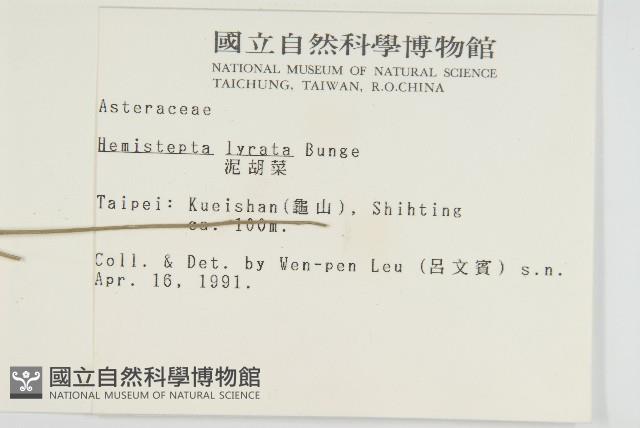 國立自然科學博物館
NATIONAL MUSEUM OF NATURAL SCIENCE
TAICHUNG, TAIWAN, R.O.CHINA
Asteraceae
Hemistepta lyrata Bunge
泥胡菜
Taipei: Kueishan(龜山), Shihting
ca. 100m.
Coll. & Det. by Wen-pen Leu (呂文賓) s.n.
Apr. 16, 1991.
國立自然科學博物館
NATIONAL MUSEUM OF NATURAL SCIENCE